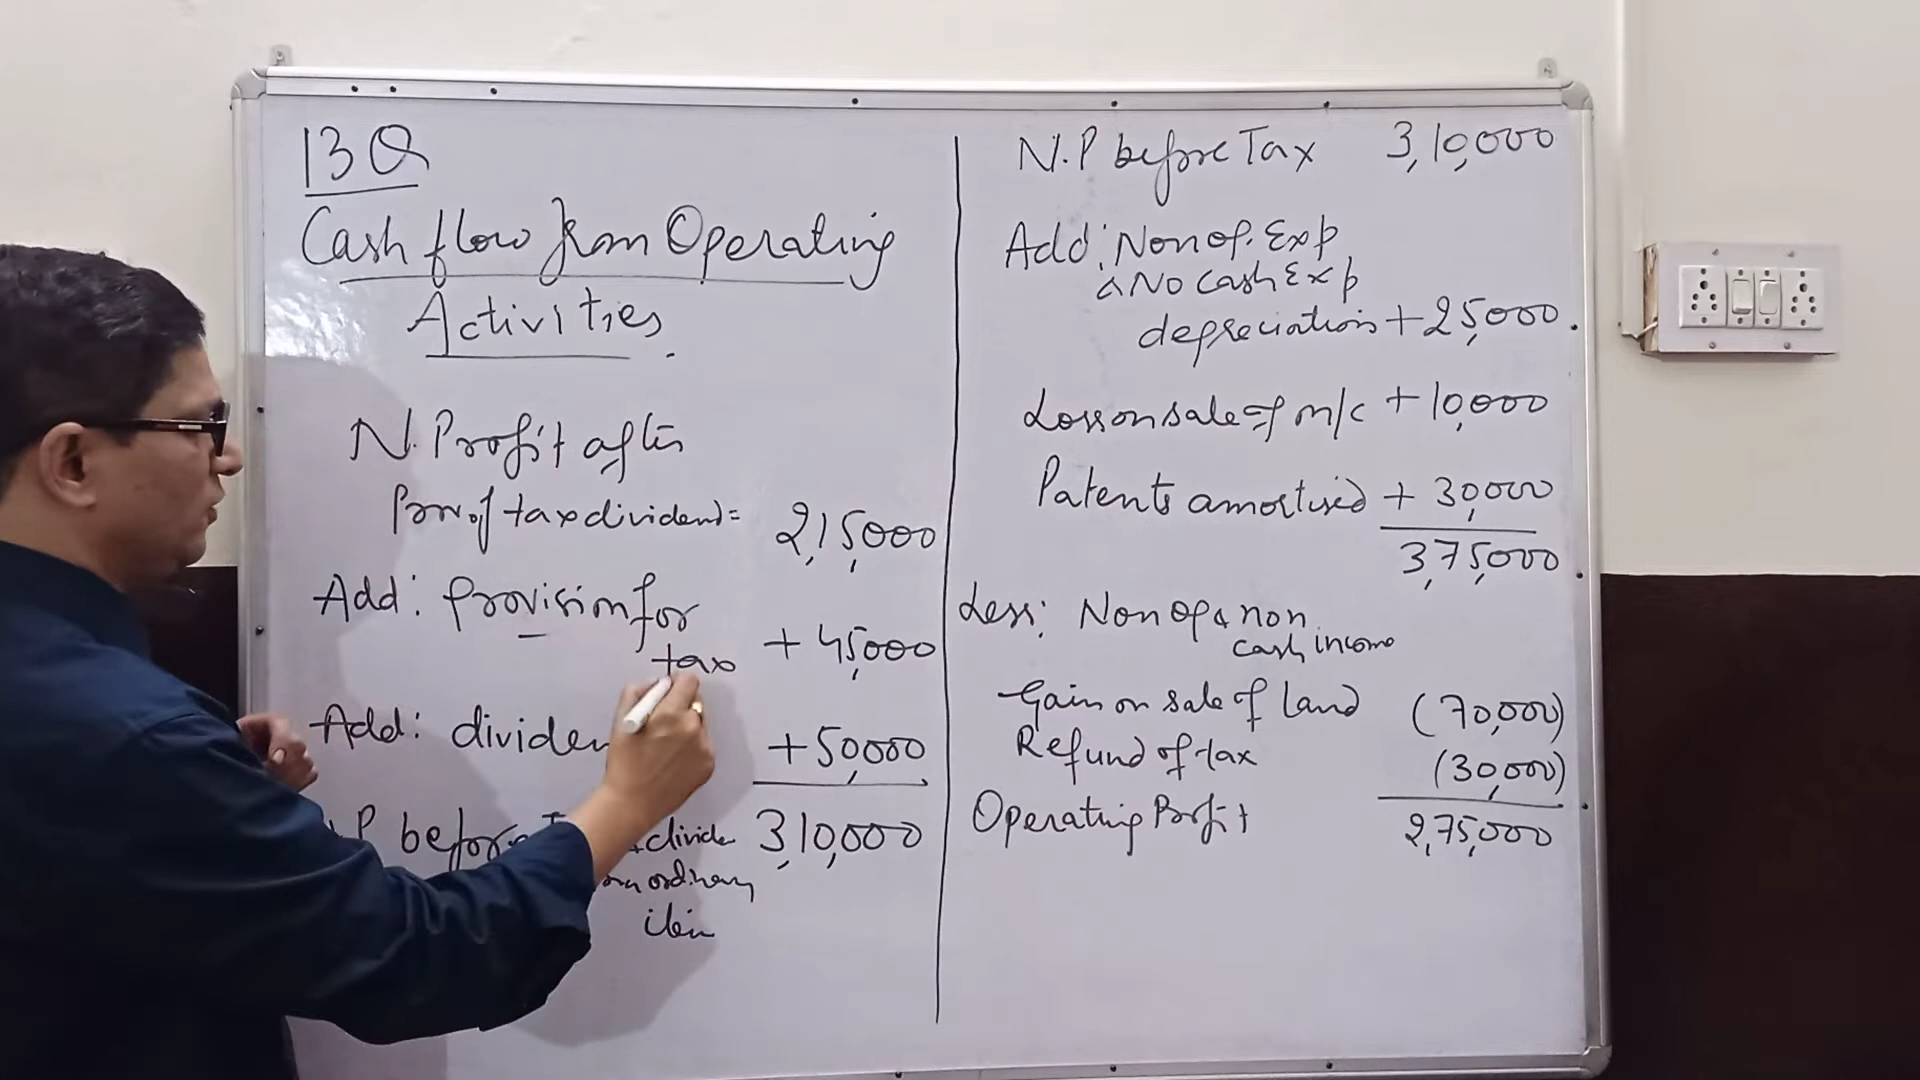 13Q
Cash flow from Operating
Activities.
N. Profit after
Prov. of tax dividend = 2,15,000
Add: Provision for
tax + 45,000
Add: dividen +50,000
P before 3,10,000
divide
ordinary
item
N.P before Tax 3,10,000
Add: Non op. Exp
& No cash Exp
depreciation + 25,000.
Loss on sale of m/c + 10,000
Patents amortised + 30,000
3,75,000
Less: Non op & non
cash income
Gain on sale of Land (70,000)
Refund of tax (30,000)
Operating Profit 2,75,000